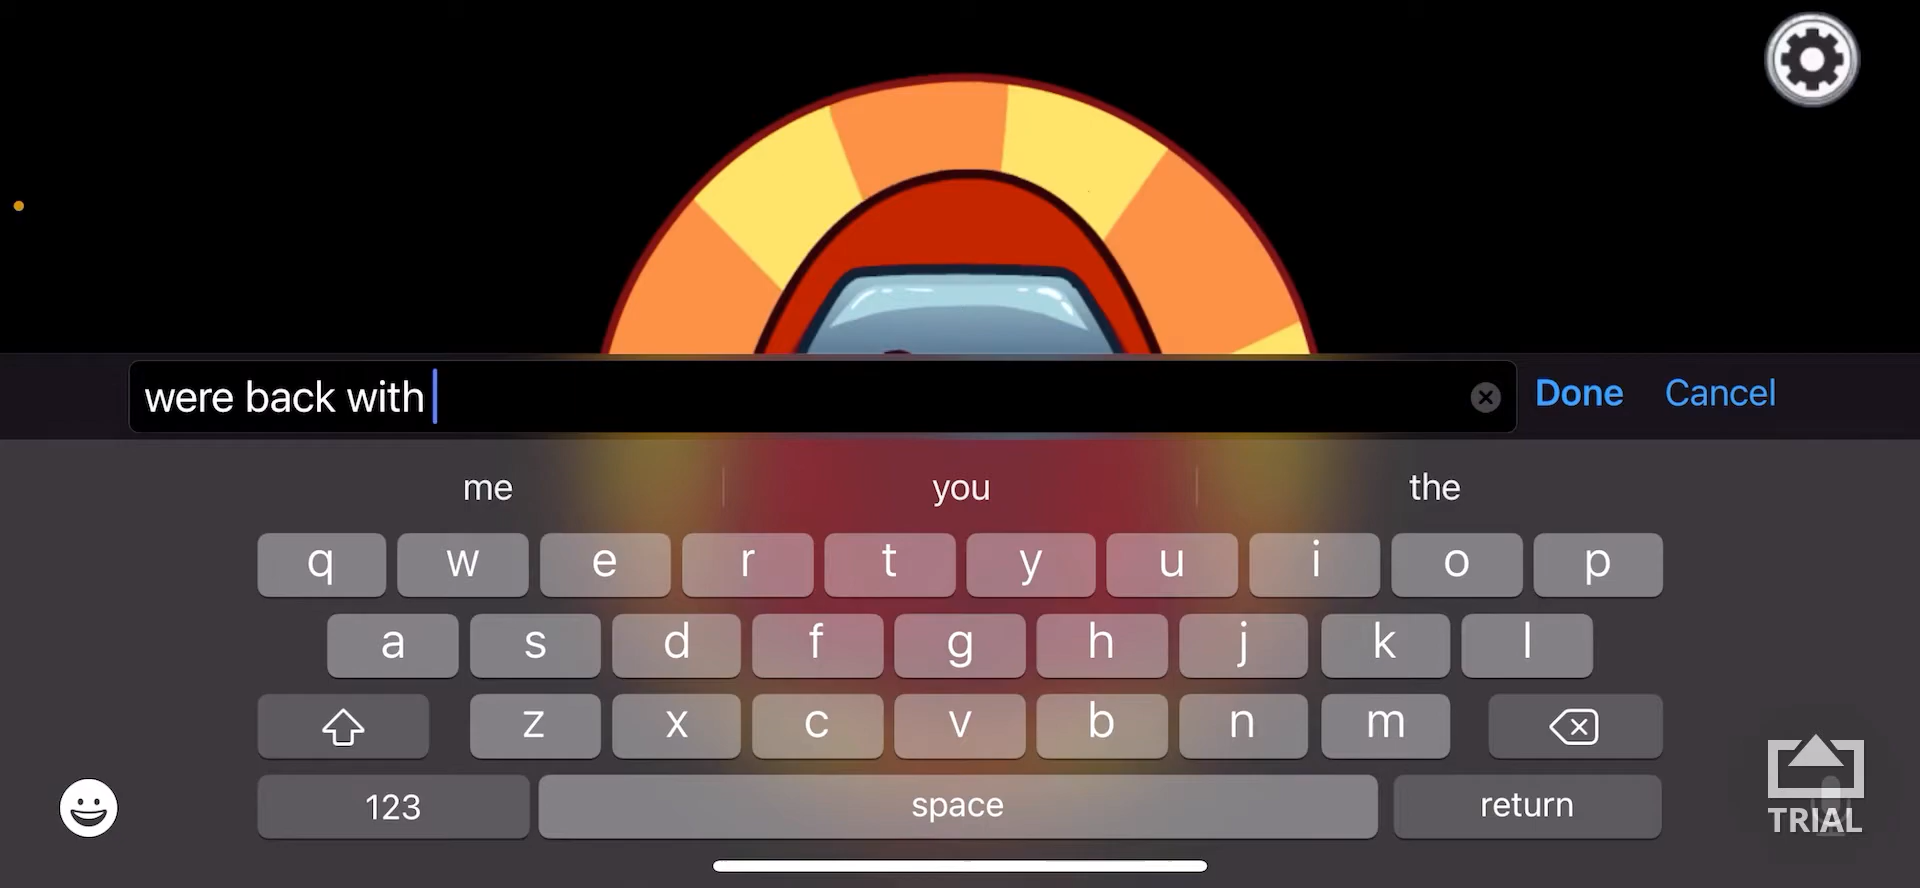 were back with
Done
Cancel
me
you
the
q w e r t y u i o p
a s d f g h j k l
z x c v b n m
123
space
return
TRIAL